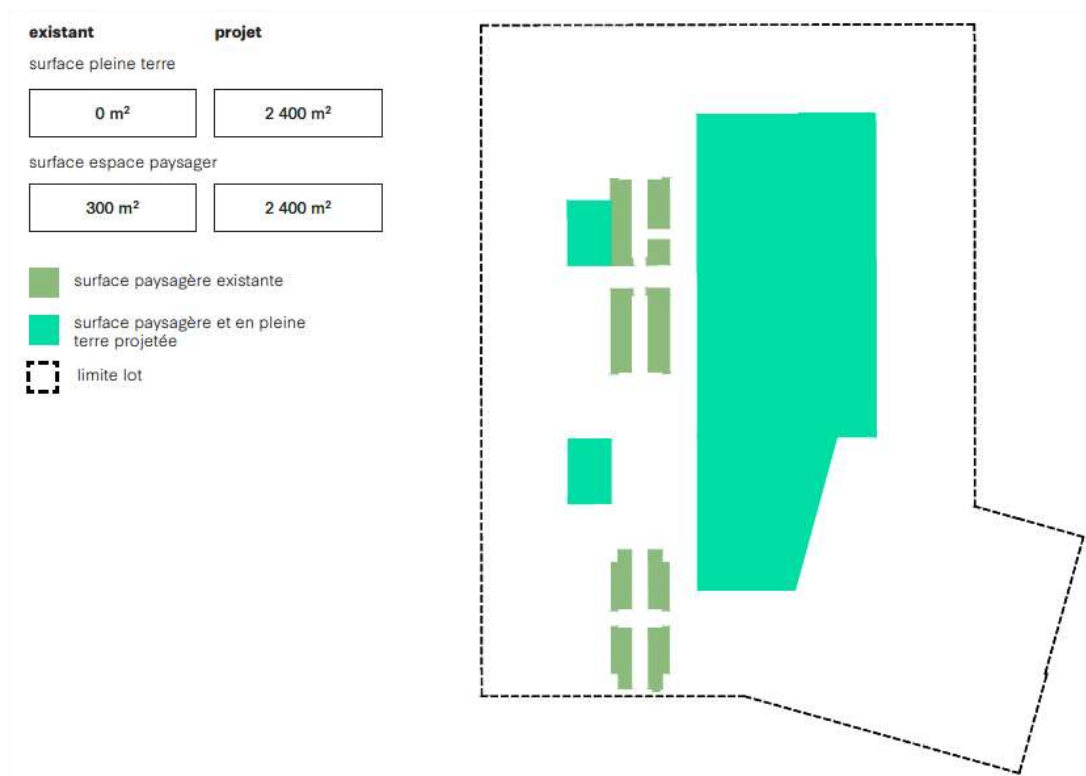 existant projet
surface pleine terre
0 m² 2 400 m²
surface espace paysager
300 m² 2 400 m²
surface paysagère existante
surface paysagère et en pleine
terre projetée
limite lot